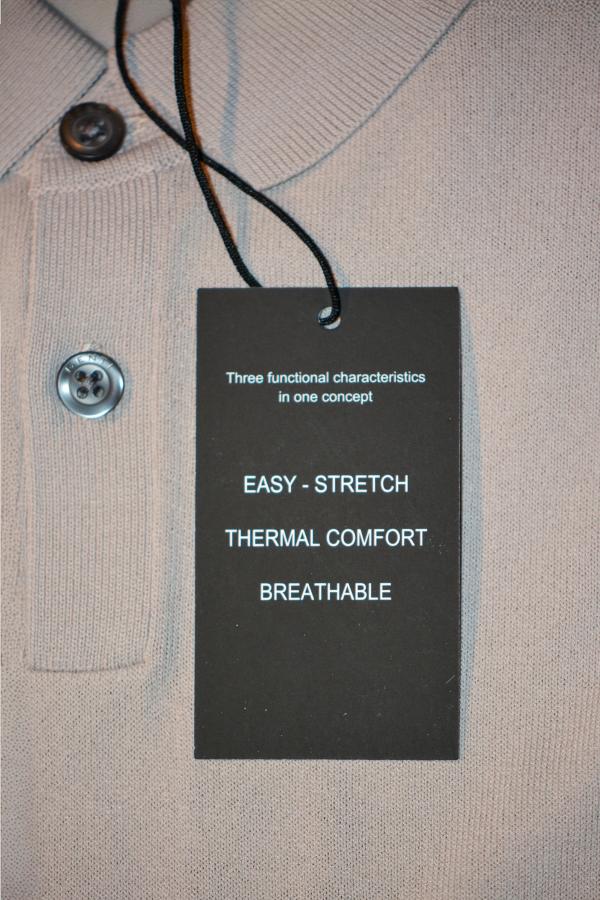 Three functional characteristics
in one concept
EASY - STRETCH
THERMAL COMFORT
BREATHABLE